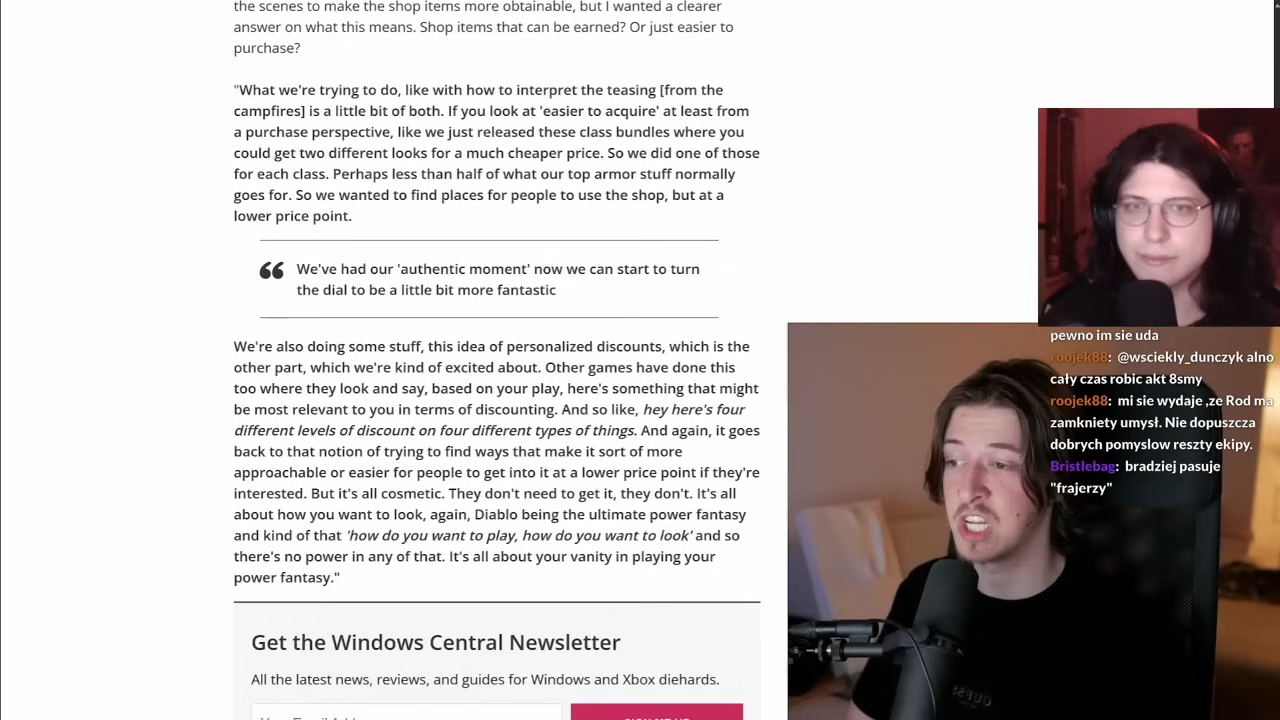 the scenes to make the shop items more obtainable, but I wanted a clearer
answer on what this means. Shop items that can be earned? Or just easier to
purchase?
"What we're trying to do, like with how to interpret the teasing [from the
campfires] is a little bit of both. If you look at 'easier to acquire' at least from
a purchase perspective, like we just released these class bundles where you
could get two different looks for a much cheaper price. So we did one of those
for each class. Perhaps less than half of what our top armor stuff normally
goes for. So we wanted to find places for people to use the shop, but at a
lower price point.
We've had our 'authentic moment' now we can start to turn
the dial to be a little bit more fantastic
We're also doing some stuff, this idea of personalized discounts, which is the
other part, which we're kind of excited about. Other games have done this
too where they look and say, based on your play, here's something that might
be most relevant to you in terms of discounting. And so like, hey here's four
different levels of discount on four different types of things. And again, it goes
back to that notion of trying to find ways that make it sort of more
approachable or easier for people to get into it at a lower price point if they're
interested. But it's all cosmetic. They don't need to get it, they don't. It's all
about how you want to look, again, Diablo being the ultimate power fantasy
and kind of that 'how do you want to play, how do you want to look' and so
there's no power in any of that. It's all about your vanity in playing your
power fantasy."
Get the Windows Central Newsletter
All the latest news, reviews, and guides for Windows and Xbox diehards.
pewno im sie uda
roojek88: @wsciekly_dunczyk alno
cały czas robic akt 8smy
roojek88: mi sie wydaje ,ze Rod ma
zamkniety umysł. Nie dopuszcza
dobrych pomyslow reszty ekipy.
Bristlebag: bradziej pasuje
"frajerzy"